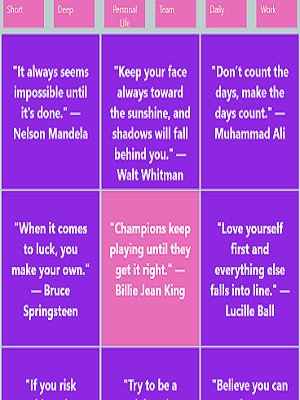 Short
Deep
Personal
Life
Team
Daily
Work
"It always seems
impossible until
it's done." —
Nelson Mandela
"Keep your face
always toward
the sunshine, and
shadows will fall
behind you." —
Walt Whitman
"Don't count the
days, make the
days count." —
Muhammad Ali
"When it comes
to luck, you
make your own."
— Bruce
Springsteen
"Champions keep
playing until they
get it right." —
Billie Jean King
"Love yourself
first and
everything else
falls into line." —
Lucille Ball
"If you risk
"Try to be a
"Believe you can